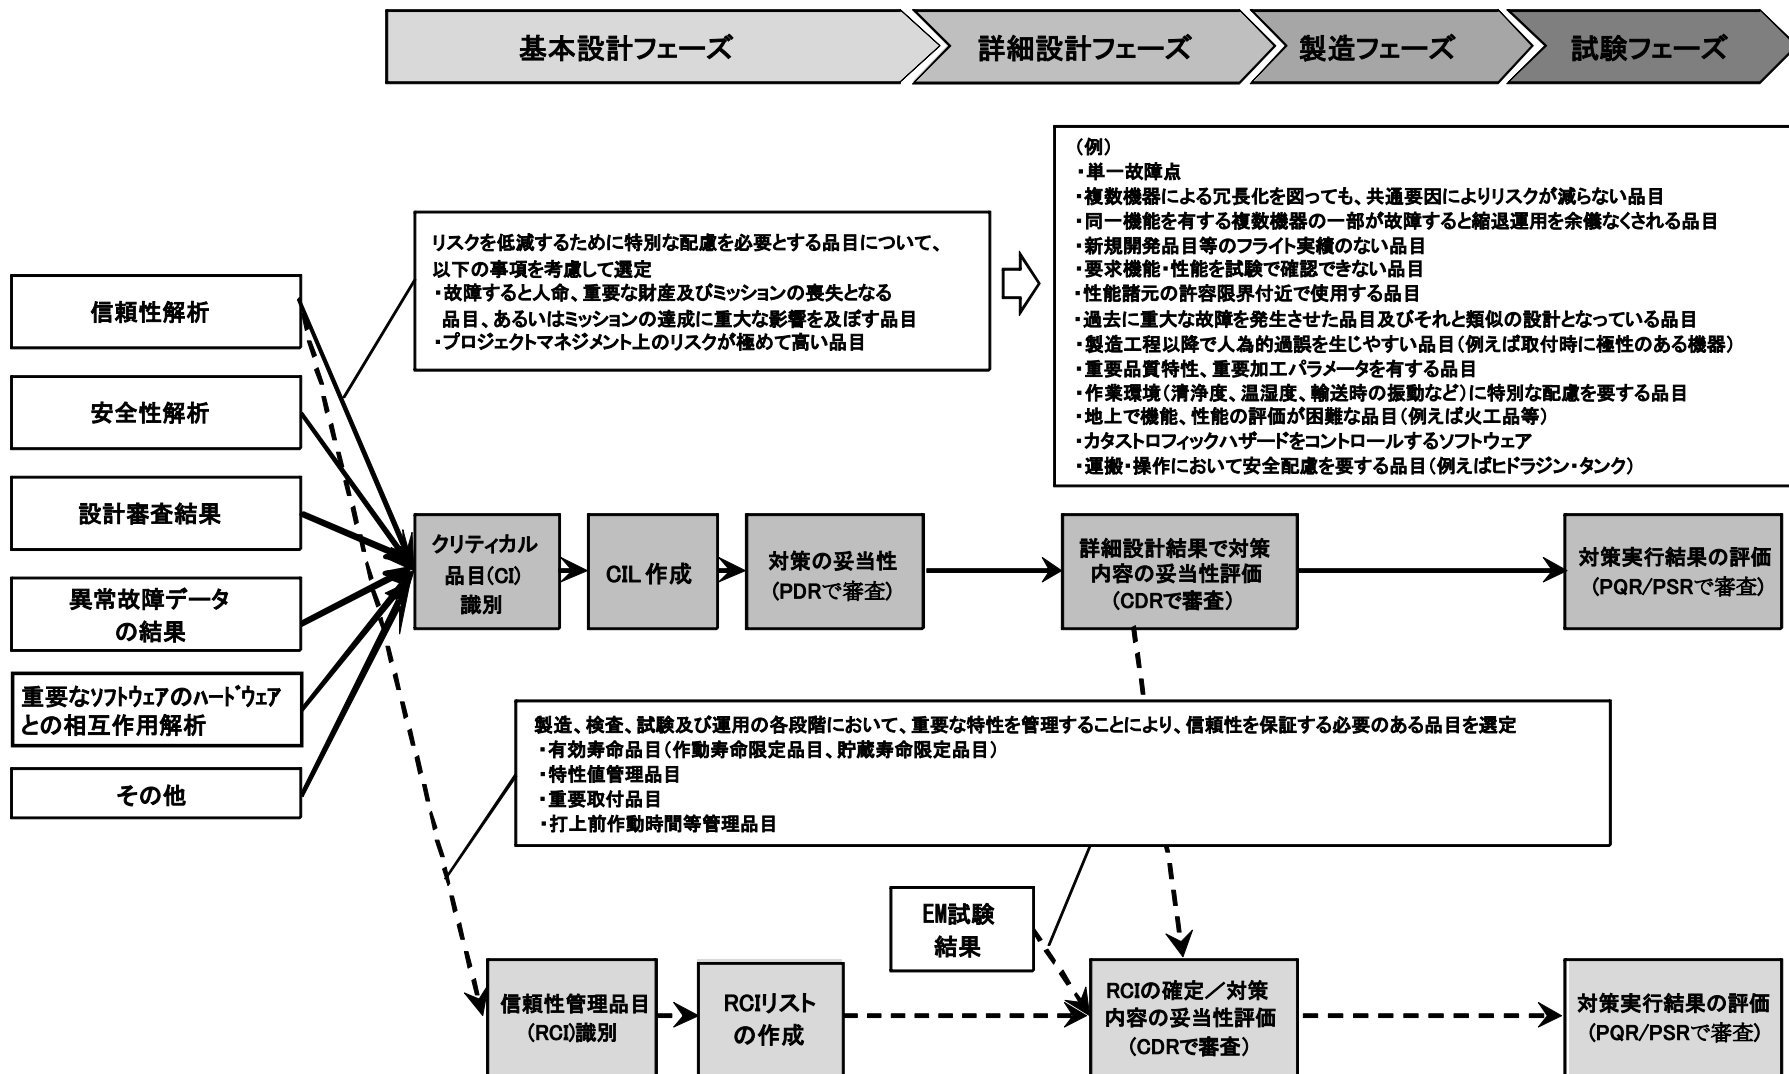 基本設計フェーズ
詳細設計フェーズ
製造フェーズ
試験フェーズ
(例)
・単一故障点
・複数機器による冗長化を図っても、共通要因によりリスクが減らない品目
・同一機能を有する複数機器の一部が故障すると縮退運用を余儀なくされる品目
・新規開発品目等のフライト実績のない品目
・要求機能・性能を試験で確認できない品目
・性能諸元の許容限界付近で使用する品目
・過去に重大な故障を発生させた品目及びそれと類似の設計となっている品目
・製造工程以降で人為的過誤を生じやすい品目(例えば取付時に極性のある機器)
・重要品質特性、重要加工パラメータを有する品目
・作業環境(清浄度、温湿度、輸送時の振動など)に特別な配慮を要する品目
・地上で機能、性能の評価が困難な品目(例えば火工品等)
・カタストロフィックハザードをコントロールするソフトウェア
・運搬・操作において安全配慮を要する品目(例えばヒドラジン・タンク)
リスクを低減するために特別な配慮を必要とする品目について、
以下の事項を考慮して選定
・故障すると人命、重要な財産及びミッションの喪失となる
品目、あるいはミッションの達成に重大な影響を及ぼす品目
・プロジェクトマネジメント上のリスクが極めて高い品目
信頼性解析
安全性解析
設計審査結果
異常故障データ
の結果
重要なソフトウェアのハードウェア
との相互作用解析
その他
クリティカル
品目(CI)
識別
CIL作成
対策の妥当性
(PDRで審査)
詳細設計結果で対策
内容の妥当性評価
(CDRで審査)
対策実行結果の評価
(PQR/PSRで審査)
製造、検査、試験及び運用の各段階において、重要な特性を管理することにより、信頼性を保証する必要のある品目を選定
・有効寿命品目(作動寿命限定品目、貯蔵寿命限定品目)
・特性値管理品目
・重要取付品目
・打上前作動時間等管理品目
EM試験
結果
信頼性管理品目
(RCI)識別
RCIリスト
の作成
RCIの確定/対策
内容の妥当性評価
(CDRで審査)
対策実行結果の評価
(PQR/PSRで審査)